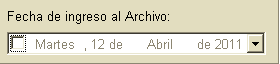 Fecha de ingreso al Archivo:
Martes , 12 de Abril de 2011